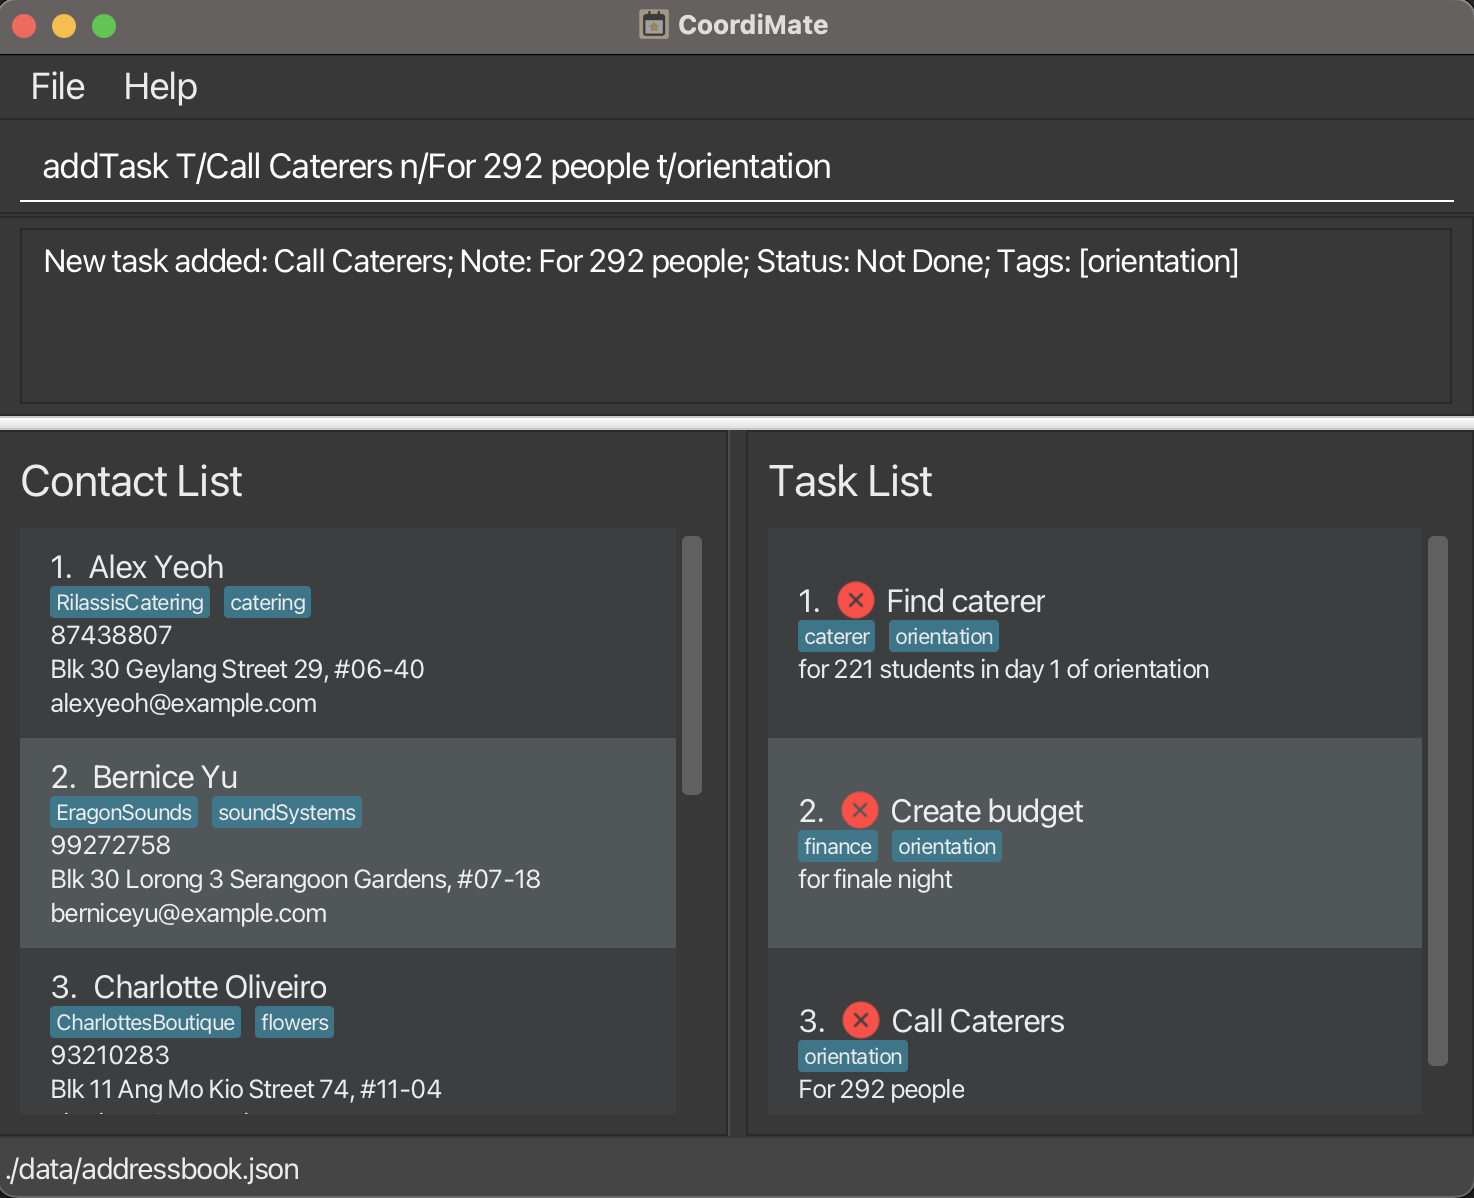 CoordiMate
File Help
addTask T/Call Caterers n/For 292 people t/orientation
New task added: Call Caterers; Note: For 292 people; Status: Not Done; Tags: [orientation]
Contact List
1. Alex Yeoh
RilassisCatering catering
87438807
Blk 30 Geylang Street 29, #06-40
alexyeoh@example.com
2. Bernice Yu
EragonSounds soundSystems
99272758
Blk 30 Lorong 3 Serangoon Gardens, #07-18
berniceyu@example.com
3. Charlotte Oliveiro
CharlottesBoutique flowers
93210283
Blk 11 Ang Mo Kio Street 74, #11-04
Task List
1. Find caterer
caterer orientation
for 221 students in day 1 of orientation
2. Create budget
finance orientation
for finale night
3. Call Caterers
orientation
For 292 people
./data/addressbook.json